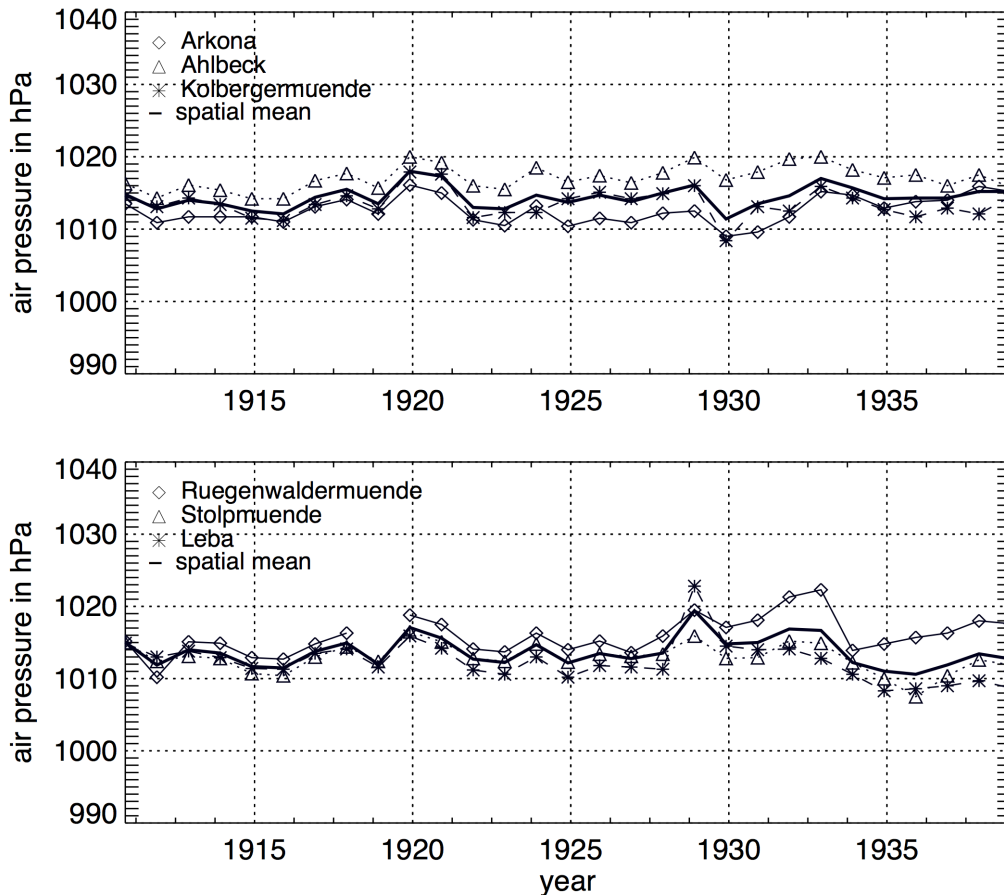 1040
1030
1020
1010
1000
990
air pressure in hPa
Arkona
Ahlbeck
Kolbergermuende
spatial mean
1915 1920 1925 1930 1935
1040
1030
1020
1010
1000
990
air pressure in hPa
Ruegenwaldermuende
Stolpmuende
Leba
spatial mean
1915 1920 1925 1930 1935
year